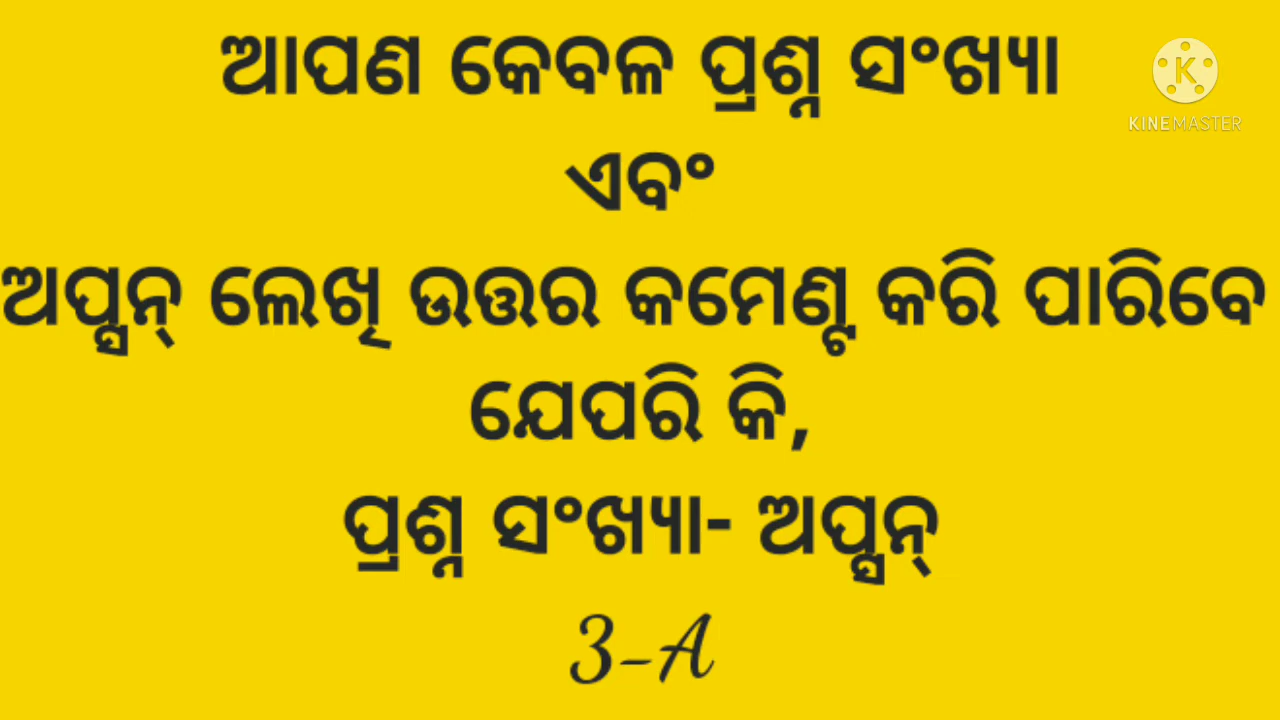 ଆପଣ କେବଳ ପ୍ରଶ୍ନ ସଂଖ୍ୟା
ଏବଂ
ଅପ୍ସନ୍ ଲେଖି ଉତ୍ତର କମେଣ୍ଟ କରି ପାରିବେ
ଯେପରି କି,
ପ୍ରଶ୍ନ ସଂଖ୍ୟା- ଅପ୍ସନ୍
3-A
K
KINEMASTER